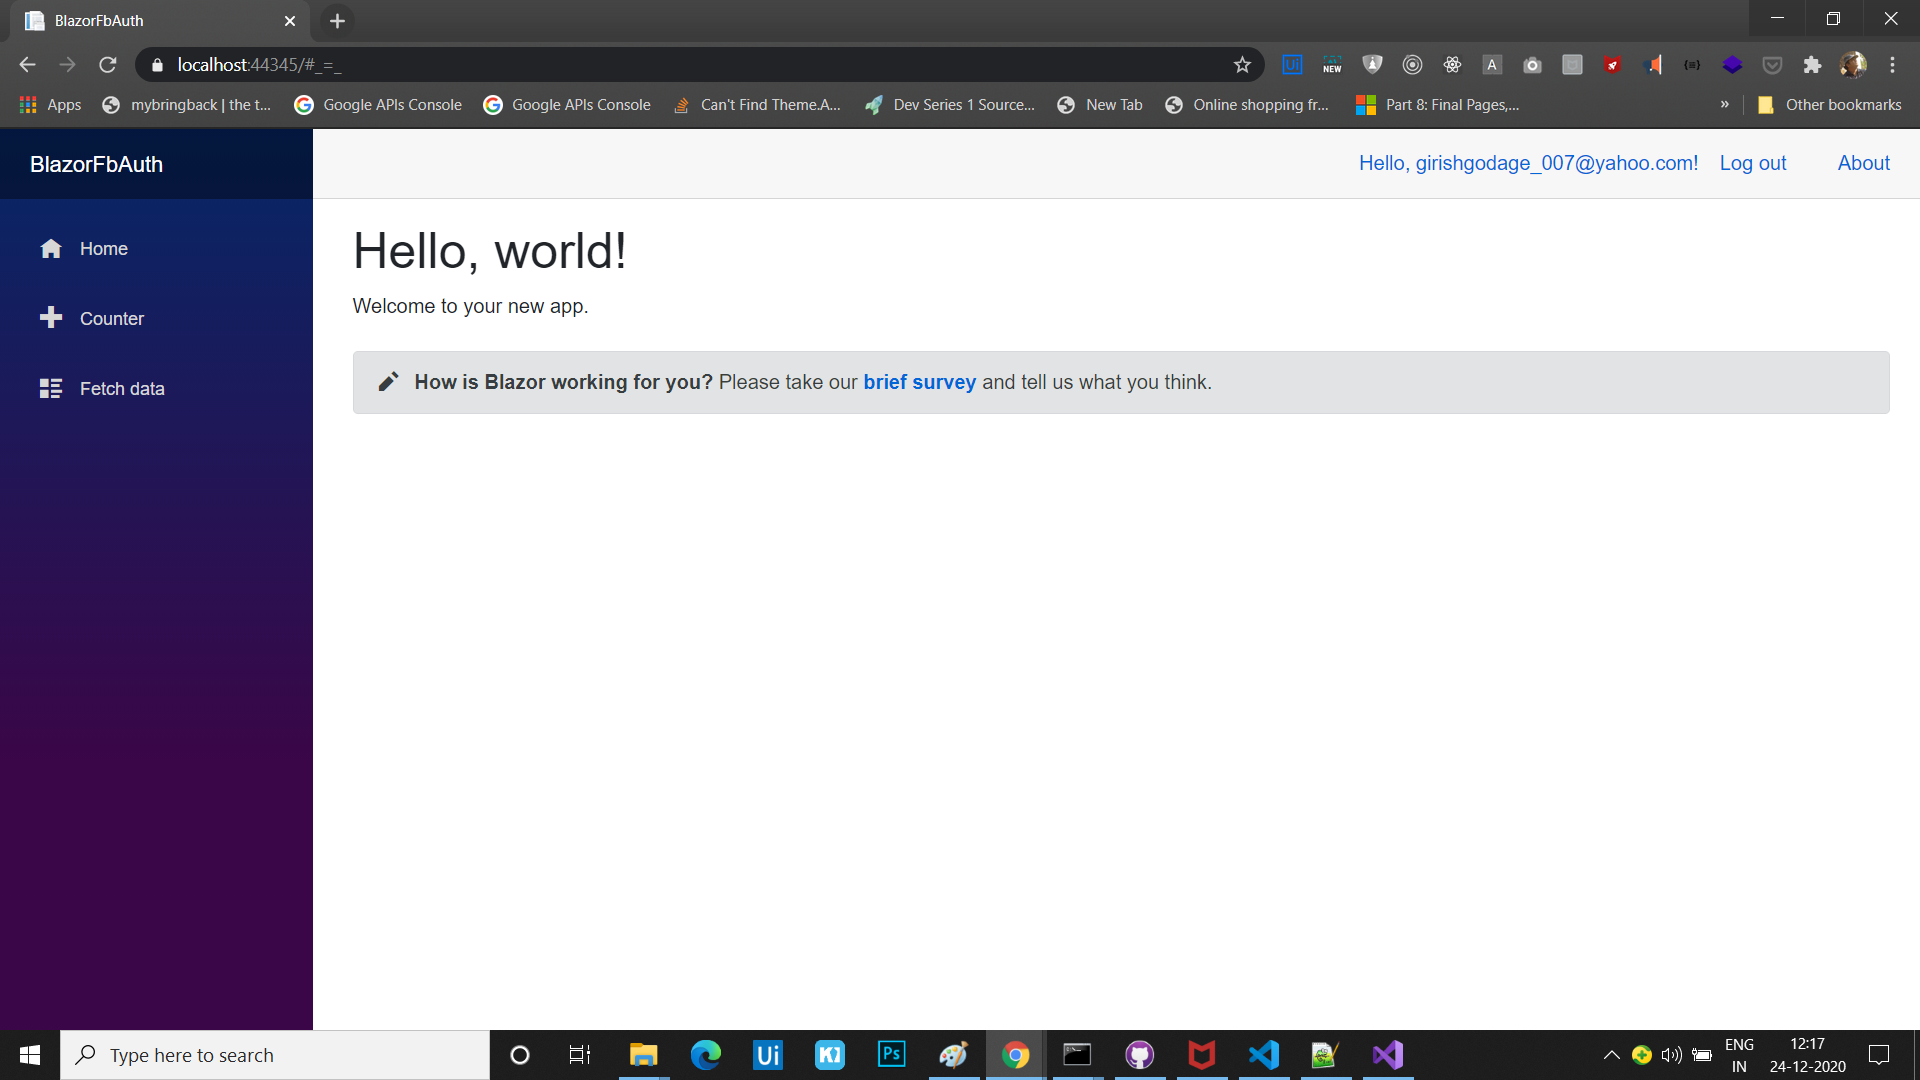 BlazorFbAuth
localhost:44345/#_=_
Ui
NEW
A
Apps
mybringback | the t...
Google APIs Console
Google APIs Console
Can't Find Theme.A...
Dev Series 1 Source...
New Tab
Online shopping fr...
Part 8: Final Pages,...
»
Other bookmarks
BlazorFbAuth
Hello, girishgodage_007@yahoo.com!
Log out
About
Home
Counter
Fetch data
Hello, world!
Welcome to your new app.
How is Blazor working for you? Please take our brief survey and tell us what you think.
Type here to search
Ui
Ps
ENG
IN
12:17
24-12-2020